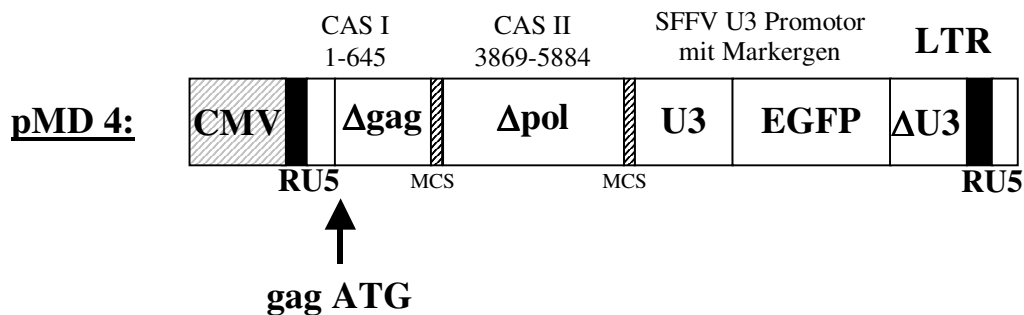 CAS I
1-645
CAS II
3869-5884
SFFV U3 Promotor
mit Markergen
LTR
pMD 4:
CMV
Δgag
Δpol
U3
EGFP
ΔU3
RU5
MCS
MCS
RU5
gag ATG